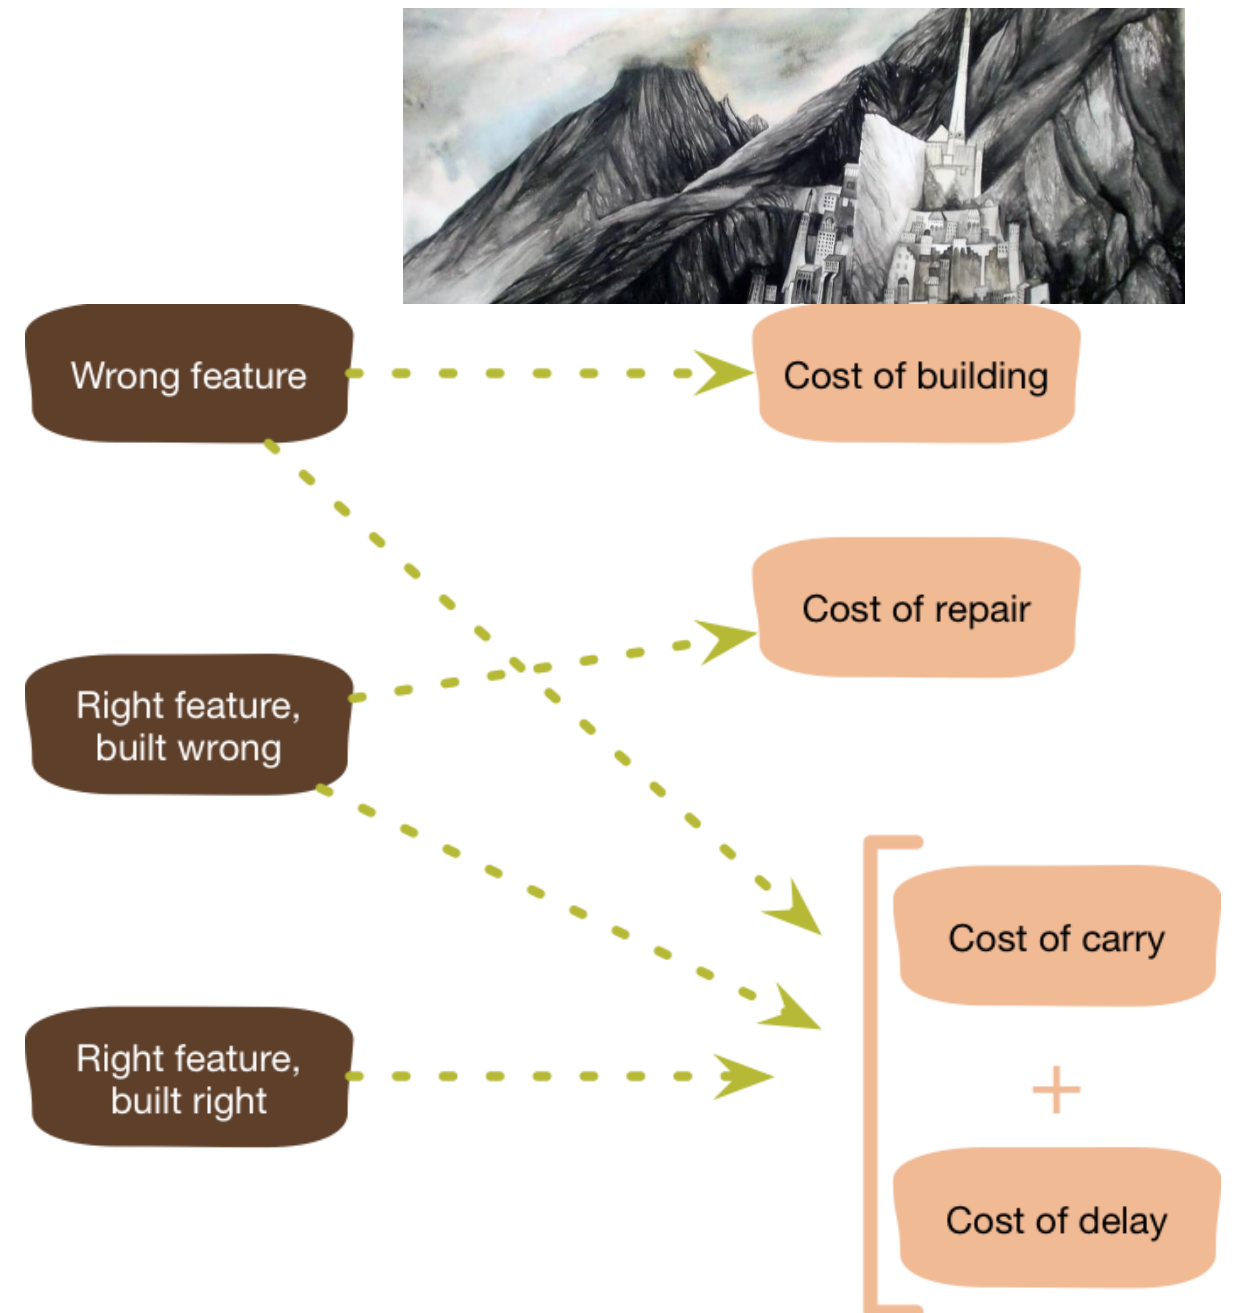 Wrong feature
Cost of building
Cost of repair
Right feature,
built wrong
Cost of carry
Right feature,
built right
+
Cost of delay